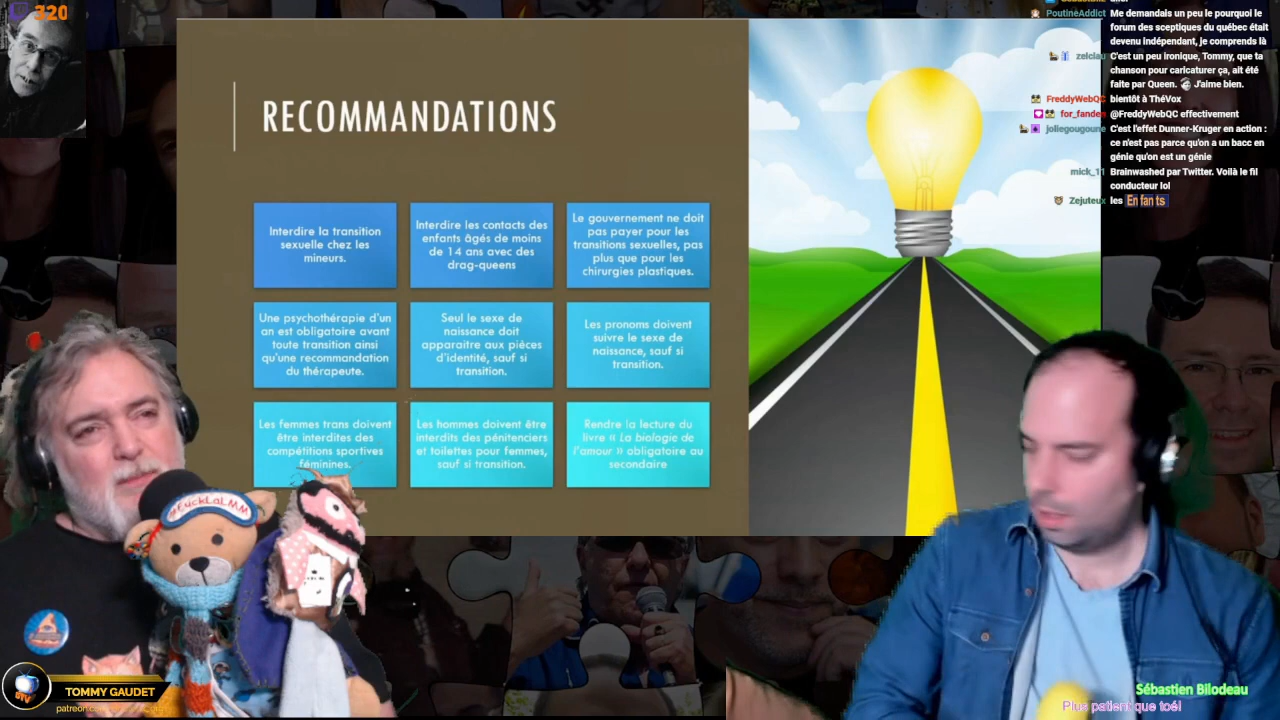 320
RECOMMANDATIONS
Interdire la transition
sexuelle chez les
mineurs.
Interdire les contacts des
enfants âgés de moins
de 14 ans avec des
drag-queens
Le gouvernement ne doit
pas payer pour les
transitions sexuelles, pas
plus que pour les
chirurgies plastiques.
Une psychothérapie d'un
an est obligatoire avant
toute transition ainsi
qu'une recommandation
du thérapeute.
Seul le sexe de
naissance doit
apparaitre aux pièces
d'identité, sauf si
transition.
Les pronoms doivent
suivre le sexe de
naissance, sauf si
transition.
Les femmes trans doivent
être interdites des
compétitions sportives
féminines.
Les hommes doivent être
interdits des pénitenciers
et toilettes pour femmes,
sauf si transition.
Rendre la lecture du
livre « La biologie de
l'amour » obligatoire au
secondaire
PoutineAddict Me demandais un peu le pourquoi le
forum des sceptiques du québec était
devenu indépendant, je comprends là
C'est un peu ironique, Tommy, que ta
chanson pour caricaturer ça, ait été
faite par Queen. J'aime bien.
FreddyWebQC bientôt à ThéVox
@FreddyWebQC effectivement
joliegougoune C'est l'effet Dunner-Kruger en action :
ce n'est pas parce qu'on a un bacc en
génie qu'on est un génie
mick_11 Brainwashed par Twitter. Voilà le fil
conducteur lol
Zejuteux les En fan ts
#FuckLaLMM
TOMMY GAUDET
Sébastien Bilodeau
Plus patient que toé!